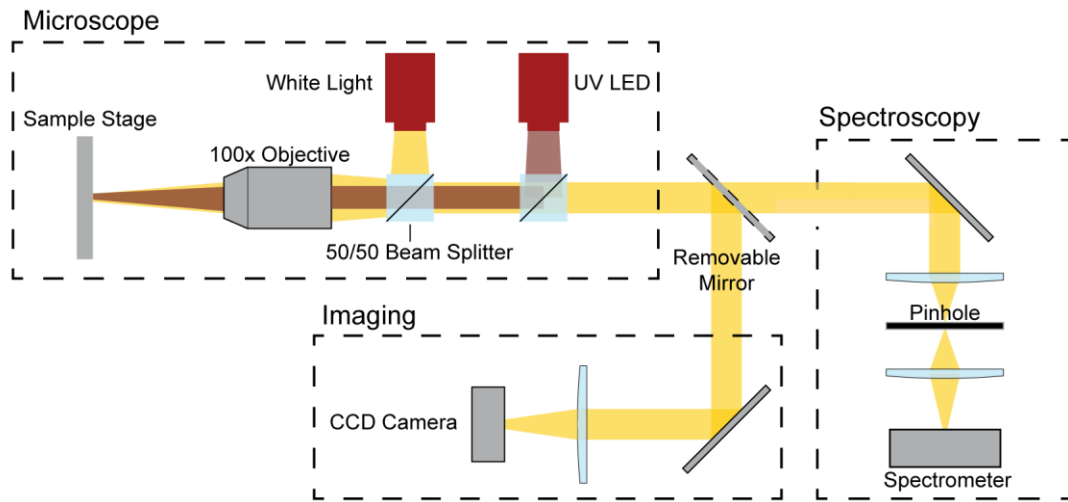 Microscope
White Light
UV LED
Sample Stage
100x Objective
50/50 Beam Splitter
Removable
Mirror
Spectroscopy
Pinhole
Spectrometer
Imaging
CCD Camera